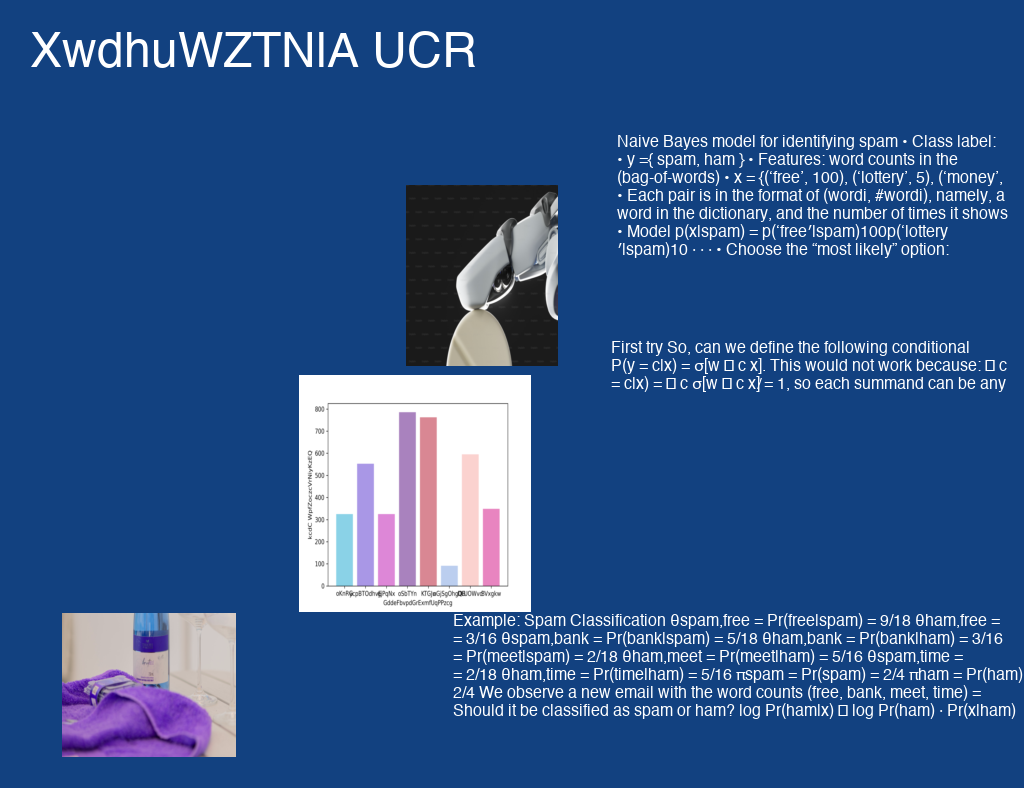 XwdhuWZTNIA UCR
Naive Bayes model for identifying spam • Class label:
• y ={ spam, ham } • Features: word counts in the
(bag-of-words) • x = {(‘free’, 100), (‘lottery’, 5), (‘money’,
• Each pair is in the format of (wordi, #wordi), namely, a
word in the dictionary, and the number of times it shows
• Model p(x|spam) = p(‘free′|spam)100p(‘lottery
′|spam)10 · · · • Choose the “most likely” option:
First try So, can we define the following conditional
P(y = c|x) = σ[w c x]. This would not work because: c
= c|x) = c σ[w c x] ̸= 1, so each summand can be any
800
700
600
500
400
300
200
100
0
oSbTYn
BVxgkw
GddeFbvpdGrExmfUqPPzcg
Example: Spam Classification θspam,free = Pr(free|spam) = 9/18 θham,free =
= 3/16 θspam,bank = Pr(bank|spam) = 5/18 θham,bank = Pr(bank|ham) = 3/16
= Pr(meet|spam) = 2/18 θham,meet = Pr(meet|ham) = 5/16 θspam,time =
= 2/18 θham,time = Pr(time|ham) = 5/16 πspam = Pr(spam) = 2/4 πham = Pr(ham)
2/4 We observe a new email with the word counts (free, bank, meet, time) =
Should it be classified as spam or ham? log Pr(ham|x) log Pr(ham) · Pr(x|ham)